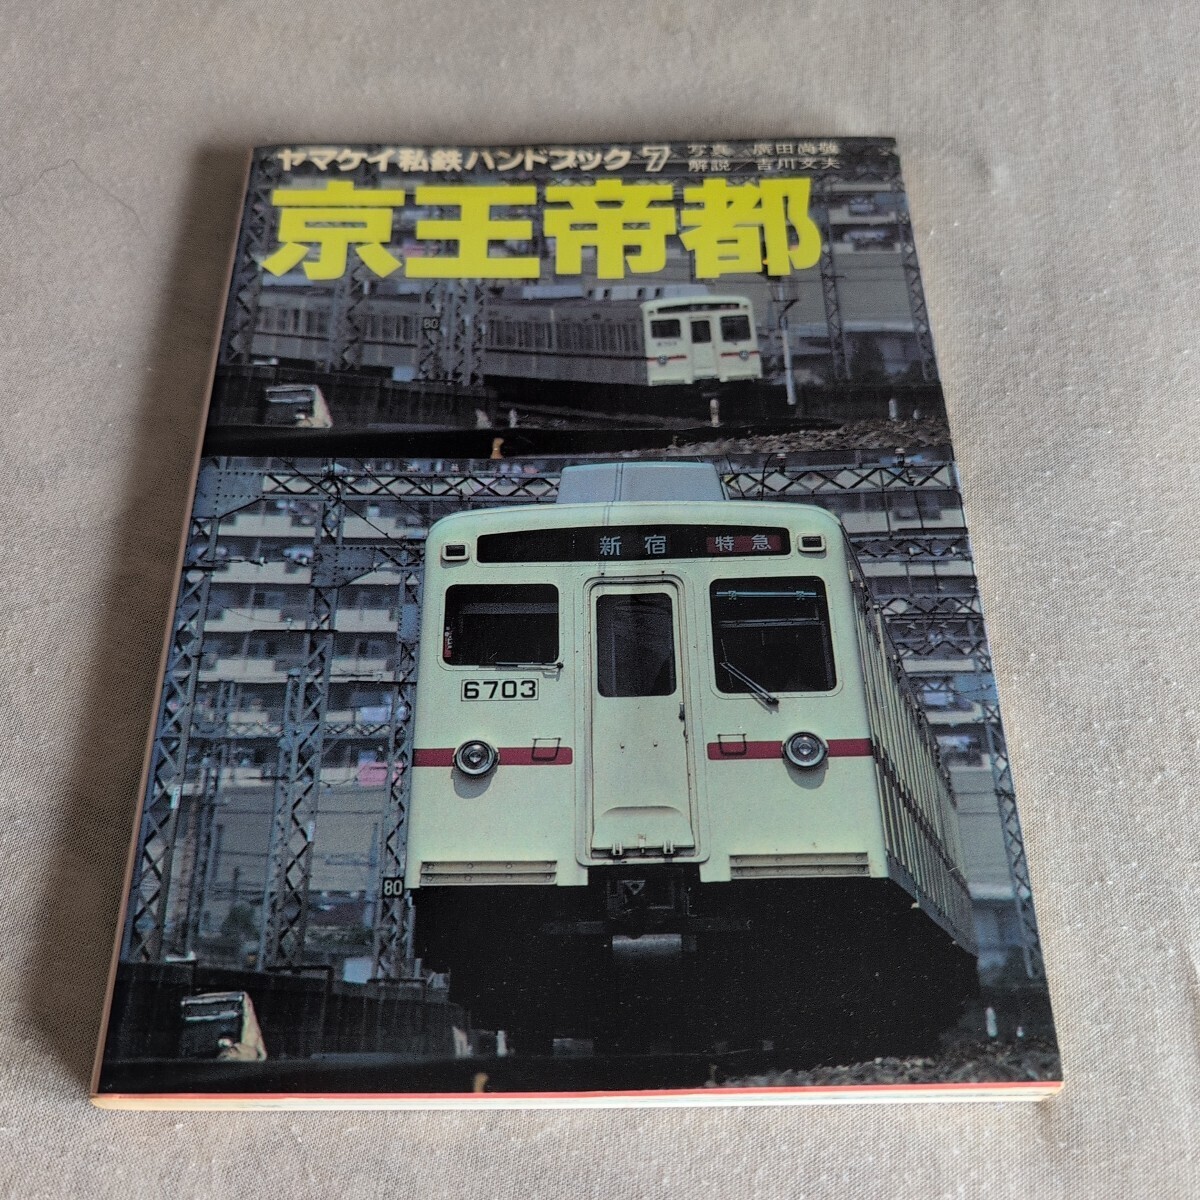 ヤマケイ私鉄ハンドブック 7
写真/廣田尚敬
解説/吉川文夫
京王帝都
80
6703
新宿 特急
6703
80